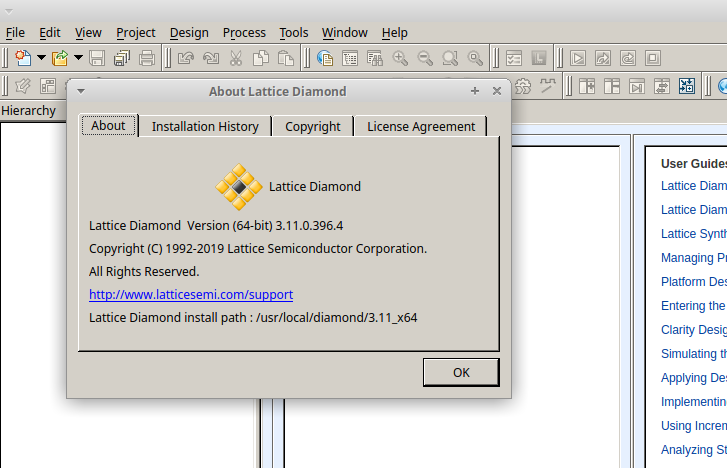 File Edit View Project Design Process Tools Window Help
Hierarchy
About Lattice Diamond
About Installation History Copyright License Agreement
Lattice Diamond
Lattice Diamond Version (64-bit) 3.11.0.396.4
Copyright (C) 1992-2019 Lattice Semiconductor Corporation.
All Rights Reserved.
http://www.latticesemi.com/support
Lattice Diamond install path : /usr/local/diamond/3.11_x64
OK
User Guides
Lattice Diam
Lattice Diam
Lattice Synth
Managing Pr
Platform Des
Entering the
Clarity Desig
Simulating th
Applying Des
Implementing
Using Increm
Analyzing St